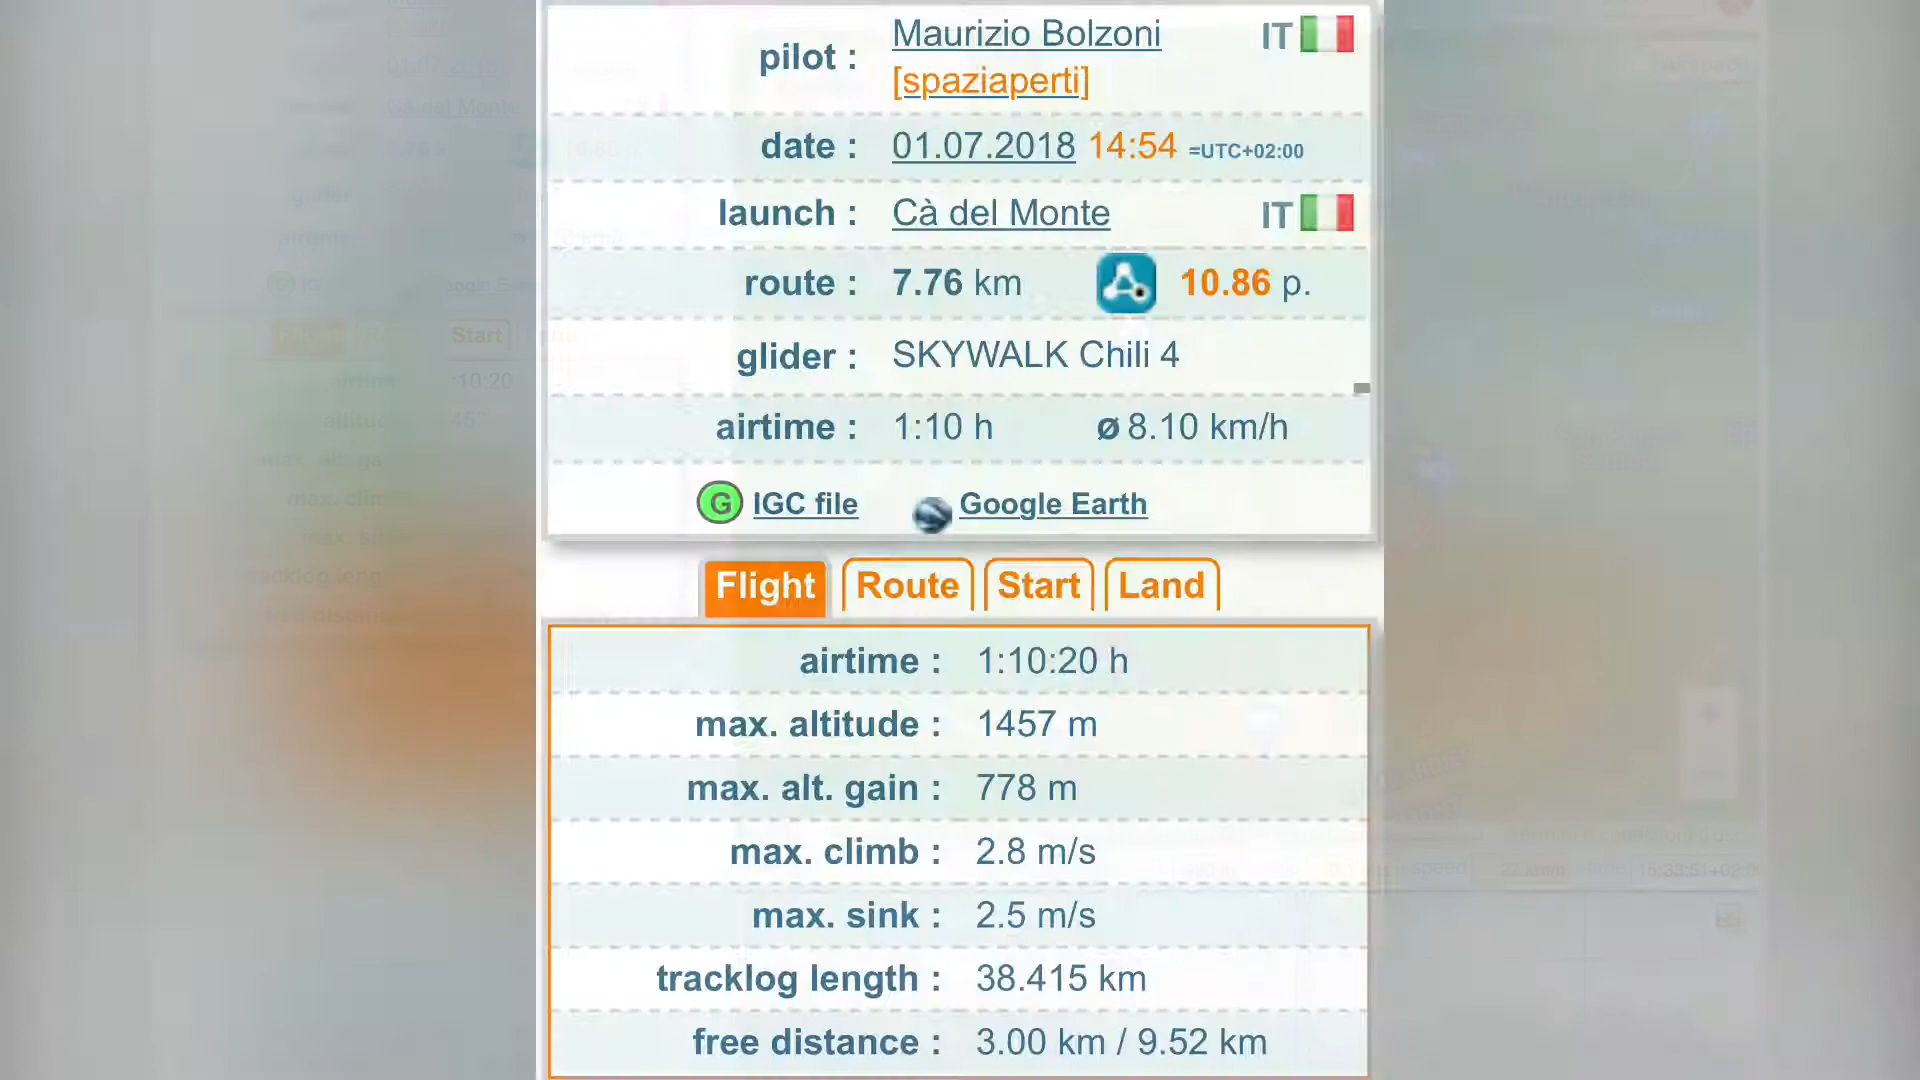 pilot : Maurizio Bolzoni IT
[spaziaperti]
date : 01.07.2018 14:54 =UTC+02:00
launch : Cà del Monte IT
route : 7.76 km 10.86 p.
glider : SKYWALK Chili 4
airtime : 1:10 h ø 8.10 km/h
G IGC file Google Earth
Flight Route Start Land
airtime : 1:10:20 h
max. altitude : 1457 m
max. alt. gain : 778 m
max. climb : 2.8 m/s
max. sink : 2.5 m/s
tracklog length : 38.415 km
free distance : 3.00 km / 9.52 km